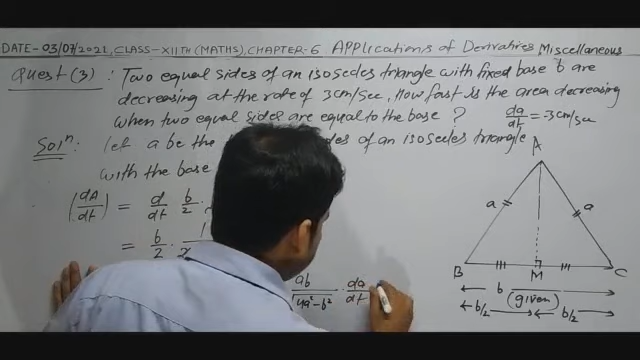 DATE-03/07/2021, CLASS-XIIth (MATHS), CHAPTER-6 Applications of Derivatives Miscellaneous
Quest (3) : Two equal sides of an isosceles triangle with fixed base b are
decreasing at the rate of 3 cm/sec, How fast is the area decreasing
when two equal sides are equal to the base ? da/dt = -3 cm/sec
Solⁿ: let a be the of an isosceles triangle
with the base
(dA/dt) = d/dt b/2 .
= b/2 . 1
ab/√4a²-b² . da/dt
A
a
a
B
M
C
b
(given)
b/2
b/2